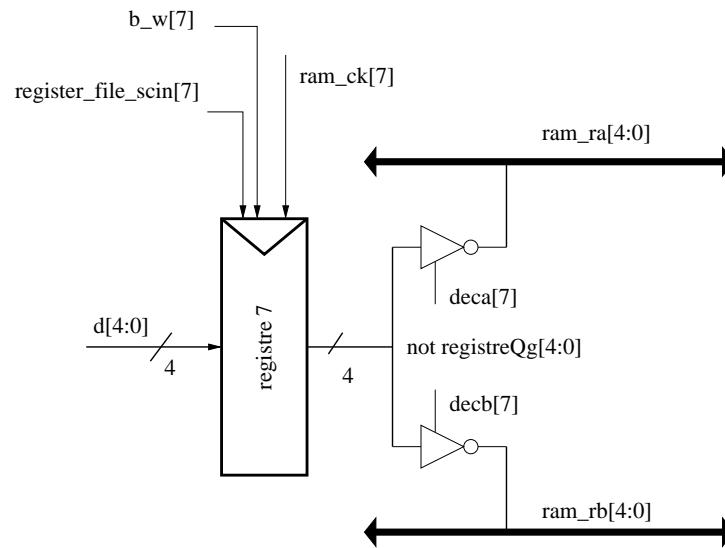 b_w[7]
ram_ck[7]
register_file_scin[7]
ram_ra[4:0]
deca[7]
d[4:0]
4
registre 7
4
not registreQg[4:0]
decb[7]
ram_rb[4:0]